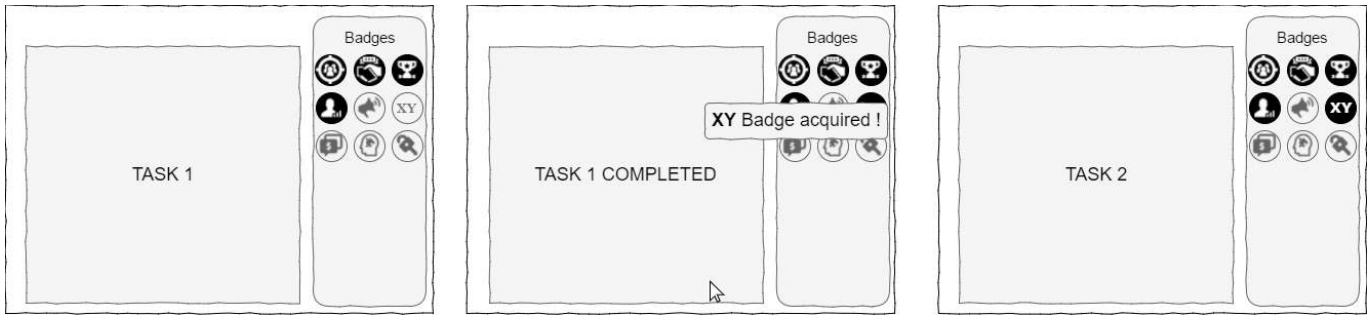 Badges
XY
TASK 1
Badges
XY Badge acquired !
TASK 1 COMPLETED
Badges
XY
TASK 2